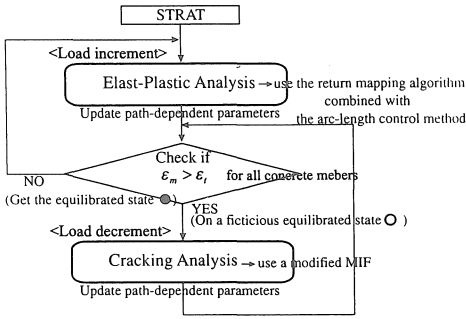 STRAT
<Load increment>
Elast-Plastic Analysis → use the return mapping algorithm
combined with
the arc-length control method
Update path-dependent parameters
Check if
εm > εt for all concrete mebers
NO
(Get the equilibrated state ●)
YES
(On a ficticious equilibrated state O )
<Load decrement>
Cracking Analysis → use a modified MIF
Update path-dependent parameters